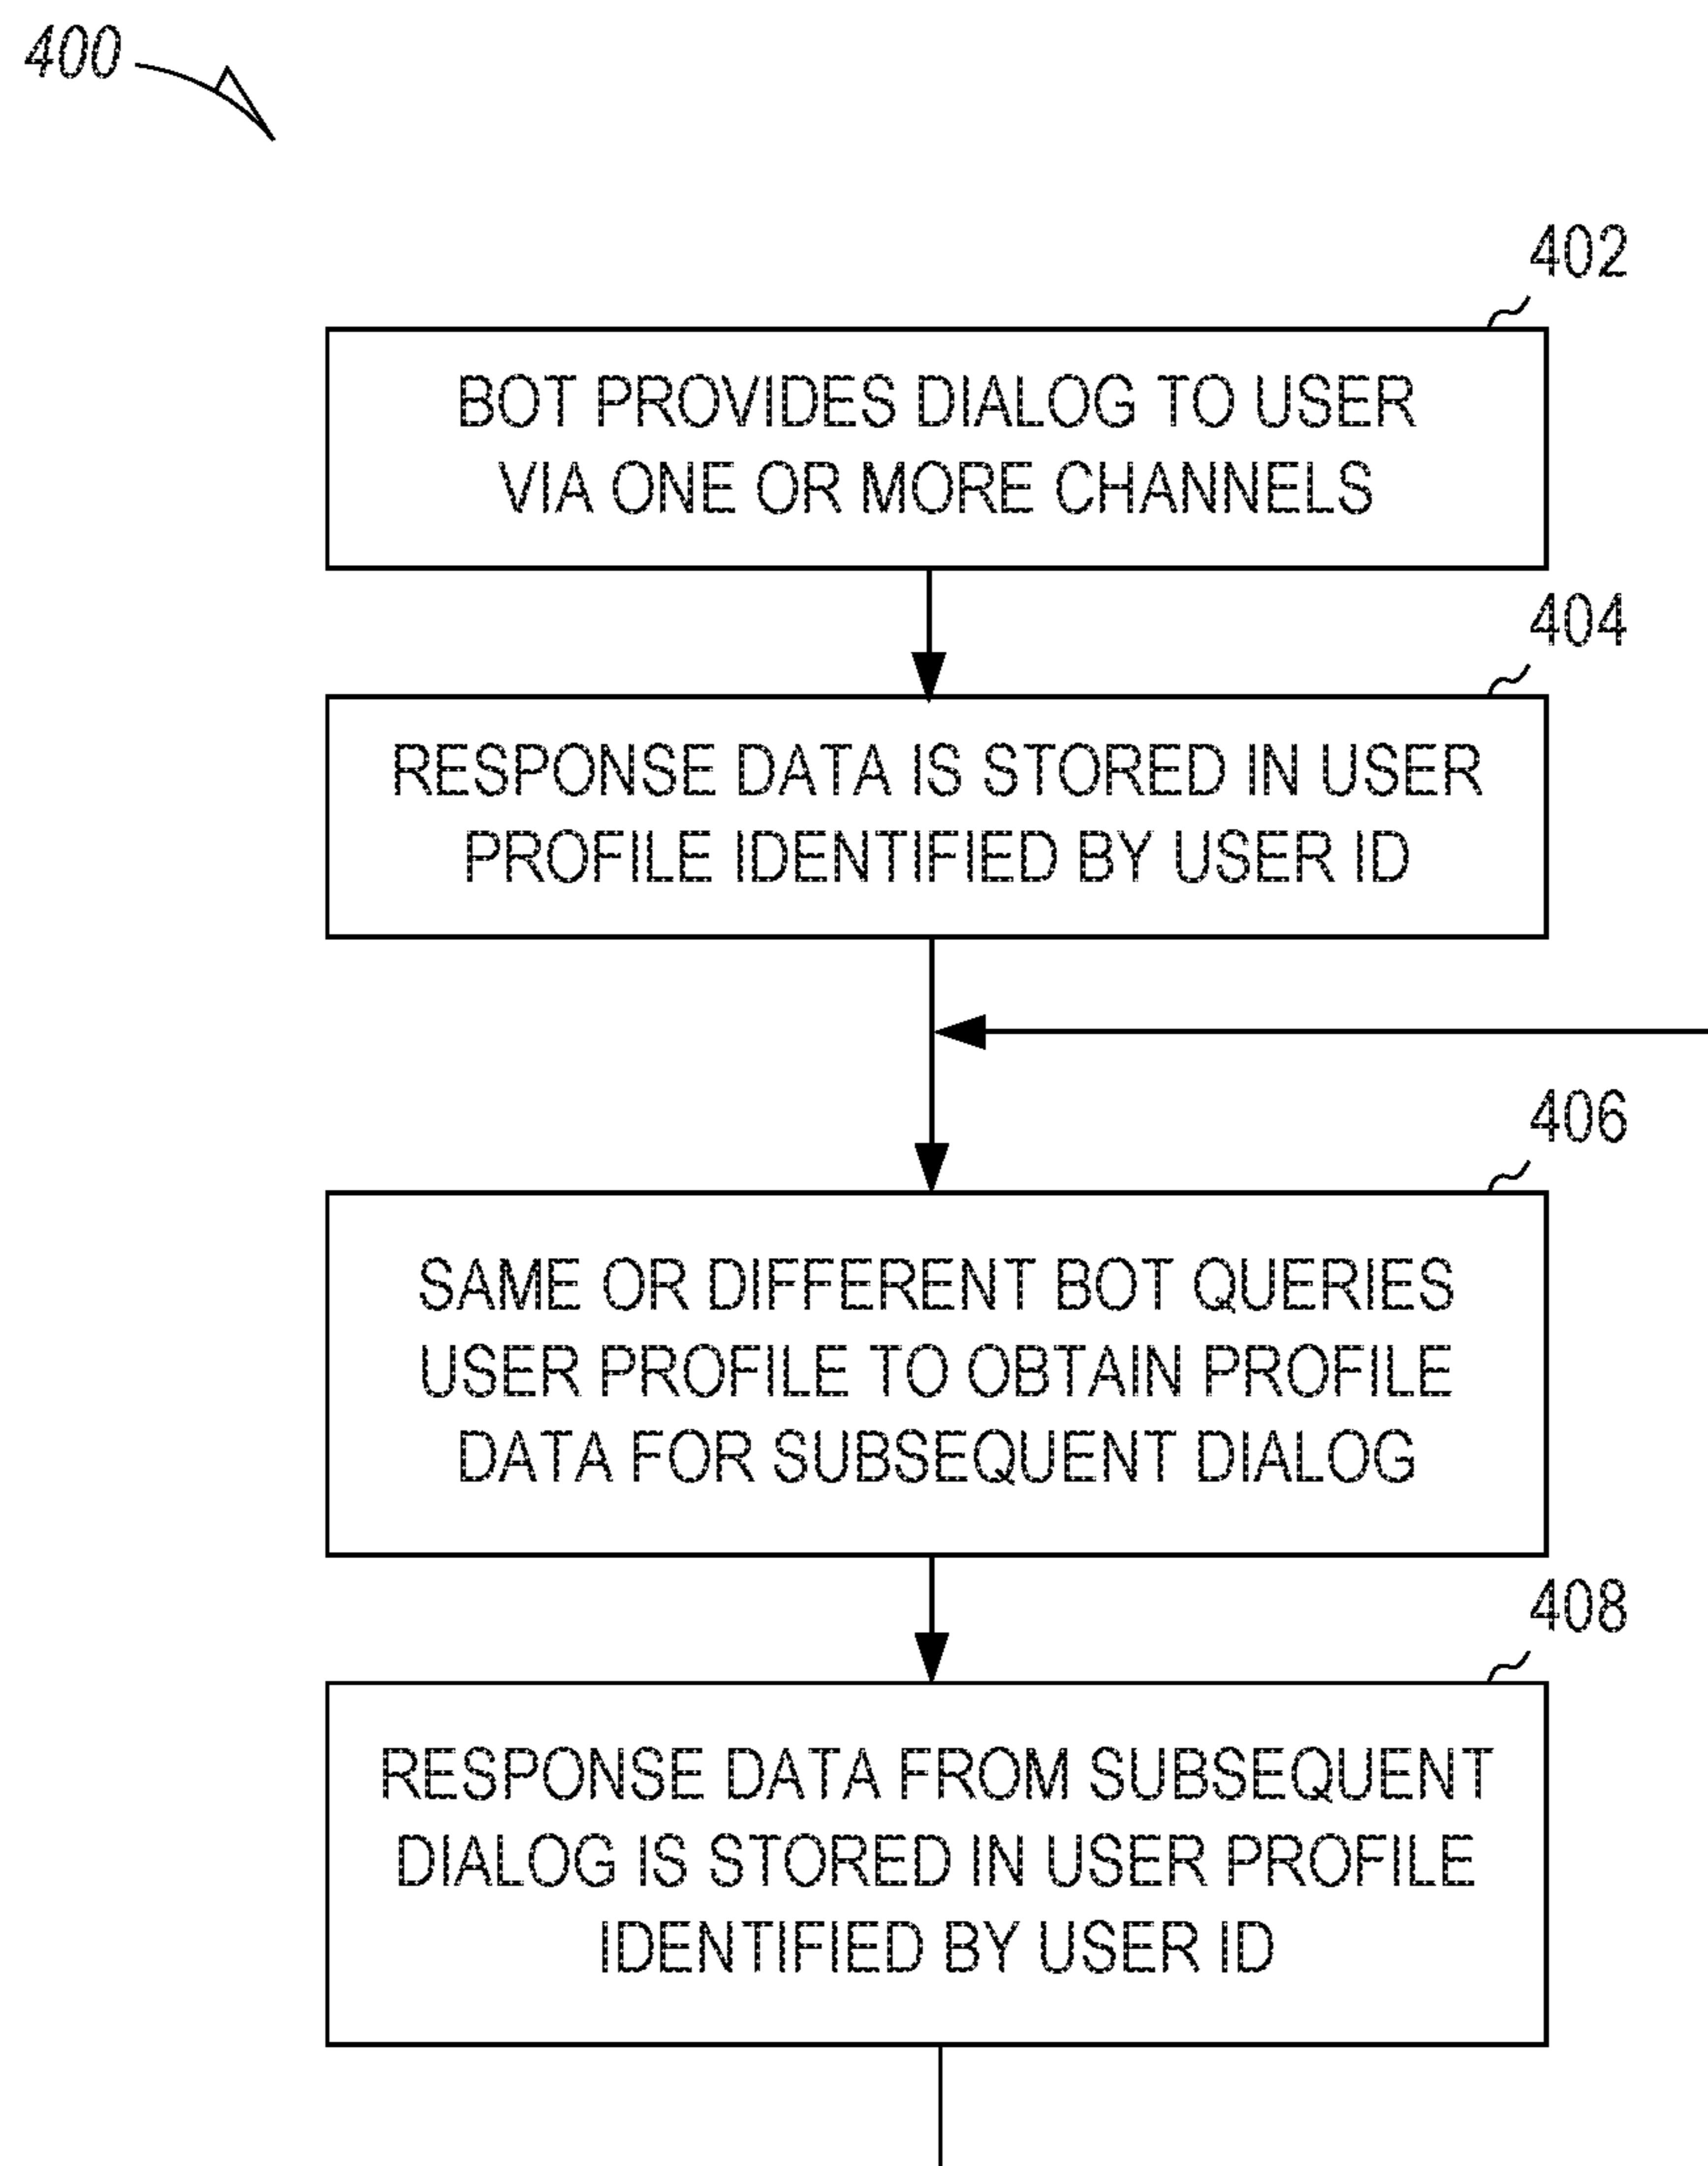 400
402
BOT PROVIDES DIALOG TO USER
VIA ONE OR MORE CHANNELS
404
RESPONSE DATA IS STORED IN USER
PROFILE IDENTIFIED BY USER ID
406
SAME OR DIFFERENT BOT QUERIES
USER PROFILE TO OBTAIN PROFILE
DATA FOR SUBSEQUENT DIALOG
408
RESPONSE DATA FROM SUBSEQUENT
DIALOG IS STORED IN USER PROFILE
IDENTIFIED BY USER ID